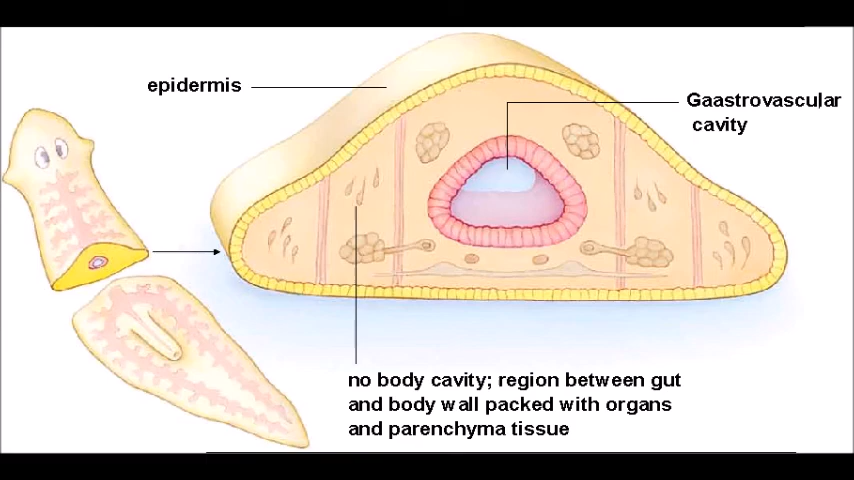 epidermis
Gaastrovascular
cavity
no body cavity; region between gut
and body wall packed with organs
and parenchyma tissue